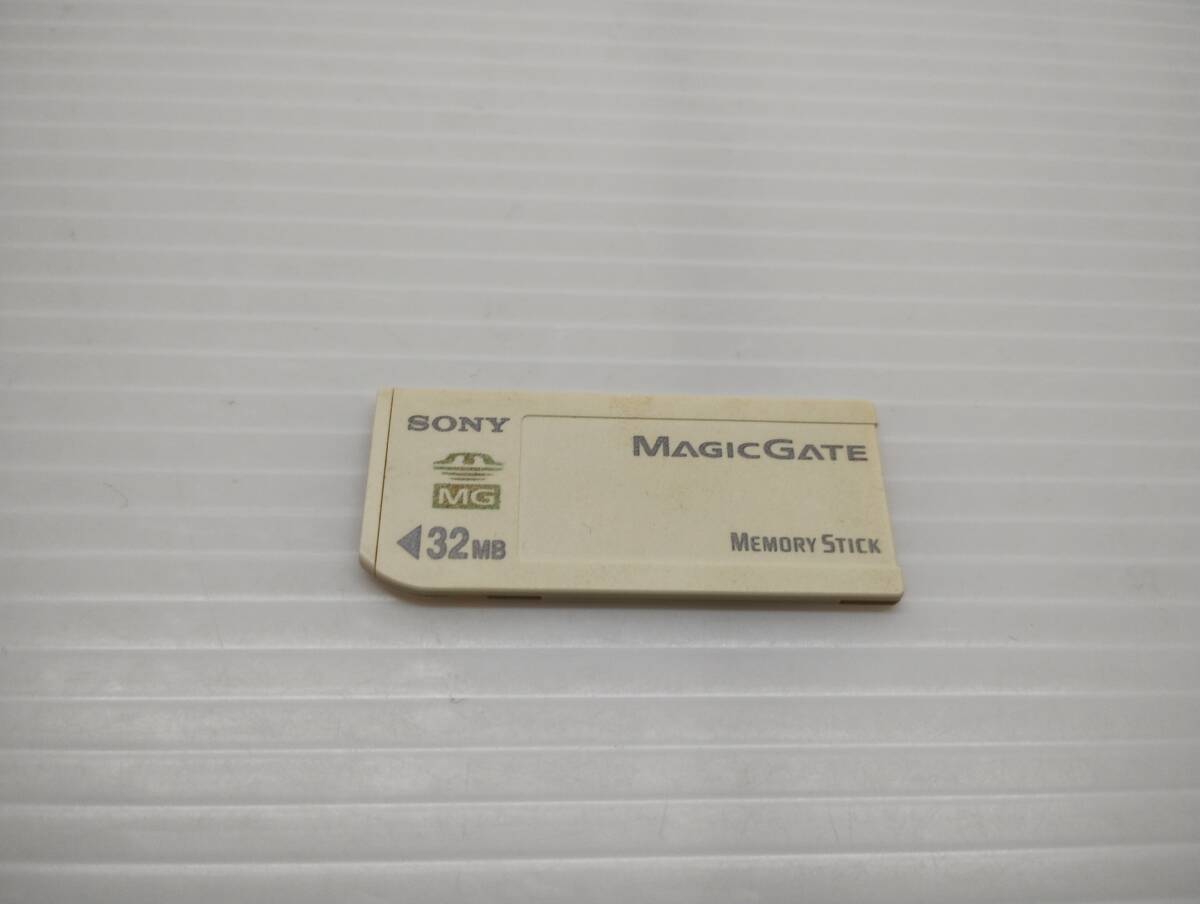 SONY
MAGICGATE
MG
32MB
MEMORY STICK